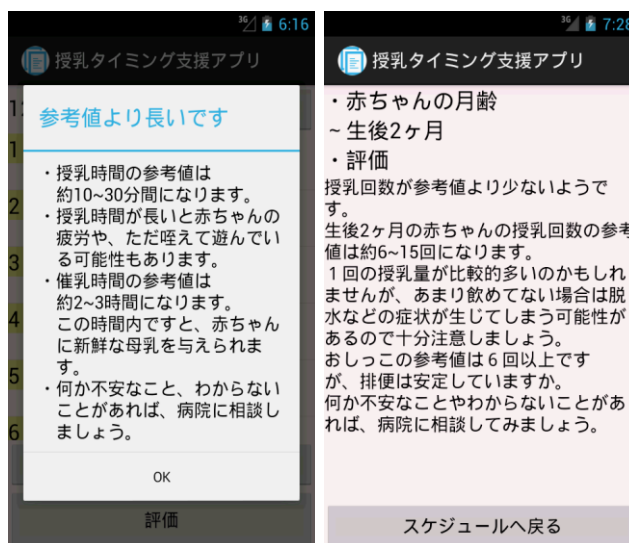 6:16
授乳タイミング支援アプリ
参考値より長いです
・授乳時間の参考値は
約10~30分間になります。
・授乳時間が長いと赤ちゃんの
疲労や、ただ咥えて遊んでい
る可能性もあります。
・催乳時間の参考値は
約2~3時間になります。
この時間内ですと、赤ちゃん
に新鮮な母乳を与えられま
す。
・何か不安なこと、わからない
ことがあれば、病院に相談し
ましょう。
OK
1
2
3
4
5
6
評価
3G 7:28
授乳タイミング支援アプリ
・赤ちゃんの月齢
~ 生後2ヶ月
・評価
授乳回数が参考値より少ないようで
す。
生後2ヶ月の赤ちゃんの授乳回数の参考
値は約6~15回になります。
１回の授乳量が比較的多いのかもしれ
ませんが、あまり飲めてない場合は脱
水などの症状が生じてしまう可能性が
あるので十分注意しましょう。
おしっこの参考値は６回以上です
が、排便は安定していますか。
何か不安なことやわからないことがあ
れば、病院に相談してみましょう。
スケジュールへ戻る